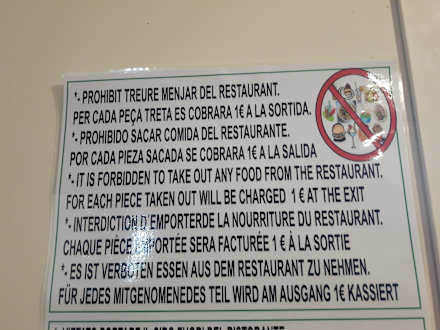 *- PROHIBIT TREURE MENJAR DEL RESTAURANT.
PER CADA PEÇA TRETA ES COBRARA 1€ A LA SORTIDA.
*- PROHIBIDO SACAR COMIDA DEL RESTAURANTE.
POR CADA PIEZA SACADA SE COBRARA 1€ A LA SALIDA
*- IT IS FORBIDDEN TO TAKE OUT ANY FOOD FROM THE RESTAURANT.
FOR EACH PIECE TAKEN OUT WILL BE CHARGED 1 € AT THE EXIT
*- INTERDICTION D'EMPORTERDE LA NOURRITURE DU RESTAURANT.
CHAQUE PIÈCE EMPORTÉE SERA FACTURÉE 1 € À LA SORTIE
*- ES IST VERBOTEN ESSEN AUS DEM RESTAURANT ZU NEHMEN.
FÜR JEDES MITGENOMENEDES TEIL WIRD AM AUSGANG 1€ KASSIERT